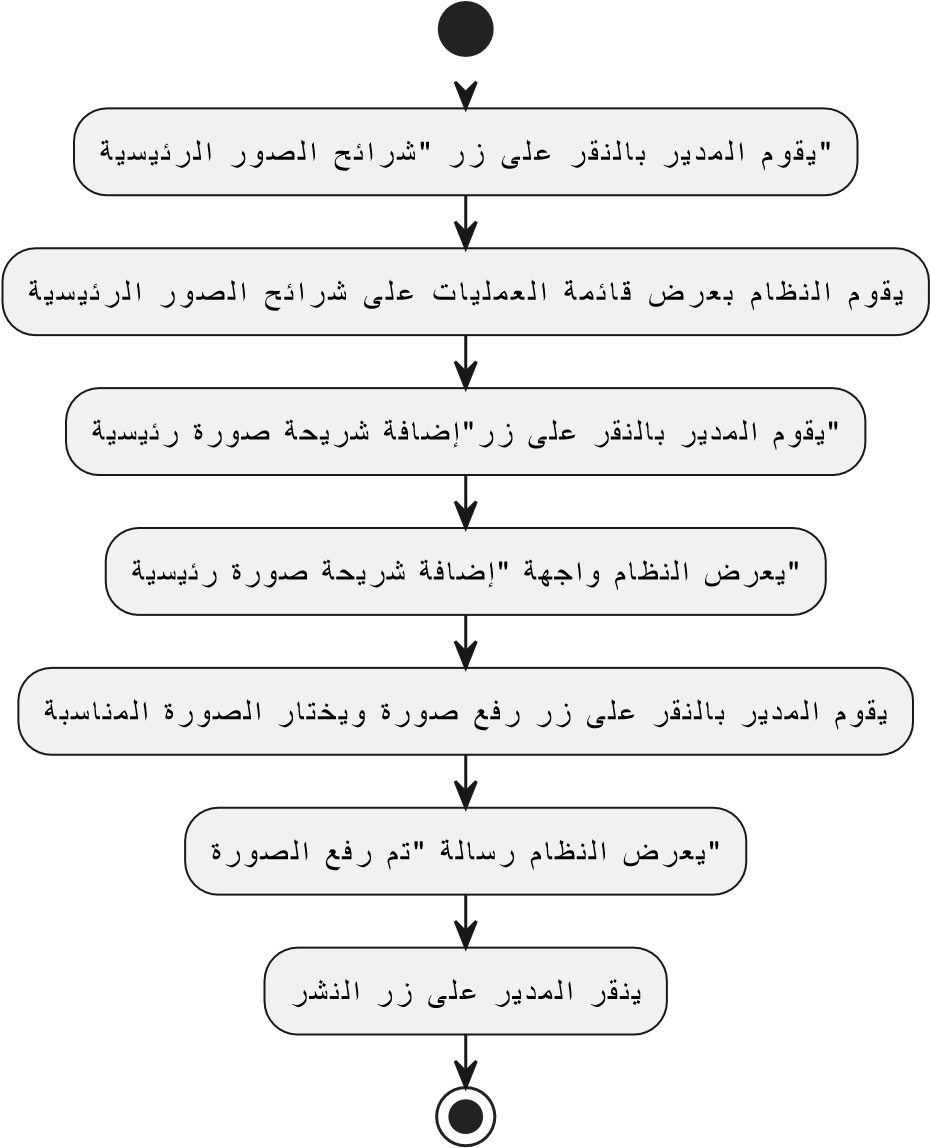 يقوم المدير بالنقر على زر "شرائح الصور الرئيسية"
يقوم النظام بعرض قائمة العمليات على شرائح الصور الرئيسية
يقوم المدير بالنقر على زر"إضافة شريحة صورة رئيسية"
يعرض النظام واجهة "إضافة شريحة صورة رئيسية"
يقوم المدير بالنقر على زر رفع صورة ويختار الصورة المناسبة
يعرض النظام رسالة "تم رفع الصورة"
ينقر المدير على زر النشر